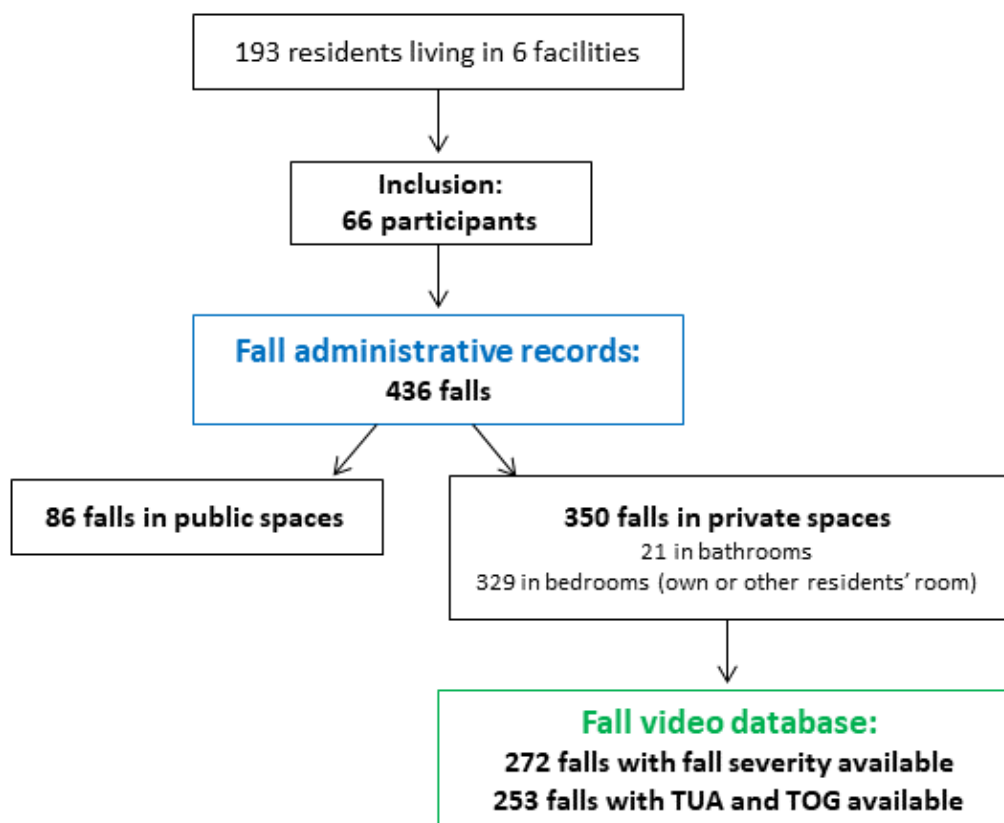 193 residents living in 6 facilities
Inclusion:
66 participants
Fall administrative records:
436 falls
86 falls in public spaces
350 falls in private spaces
21 in bathrooms
329 in bedrooms (own or other residents’ room)
Fall video database:
272 falls with fall severity available
253 falls with TUA and TOG available